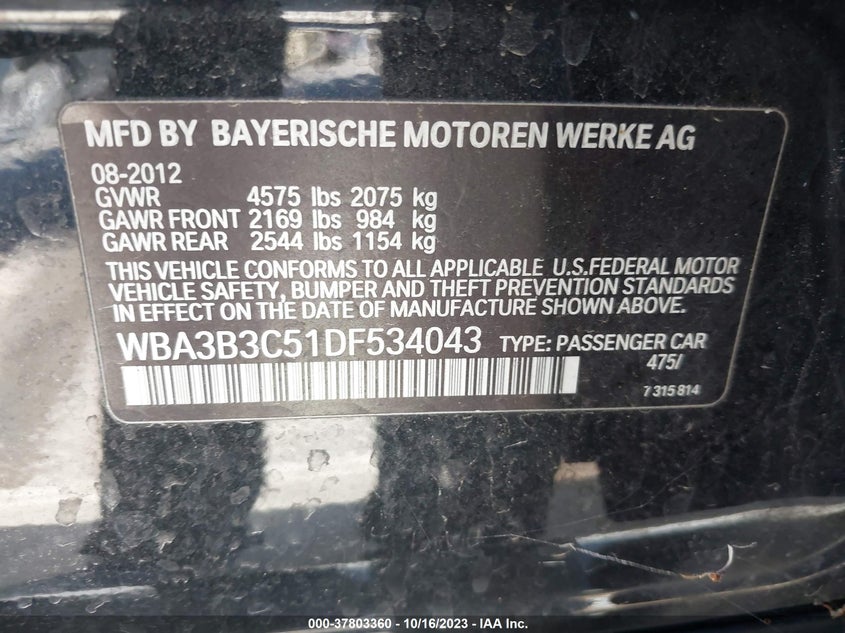 MFD BY BAYERISCHE MOTOREN WERKE AG
08-2012
GVWR 4575 lbs 2075 kg
GAWR FRONT 2169 lbs 984 kg
GAWR REAR 2544 lbs 1154 kg
THIS VEHICLE CONFORMS TO ALL APPLICABLE U.S.FEDERAL MOTOR
VEHICLE SAFETY, BUMPER AND THEFT PREVENTION STANDARDS
IN EFFECT ON THE DATE OF MANUFACTURE SHOWN ABOVE.
WBA3B3C51DF534043 TYPE: PASSENGER CAR
475/
7 315 814
000-37803360 - 10/16/2023 - IAA Inc.